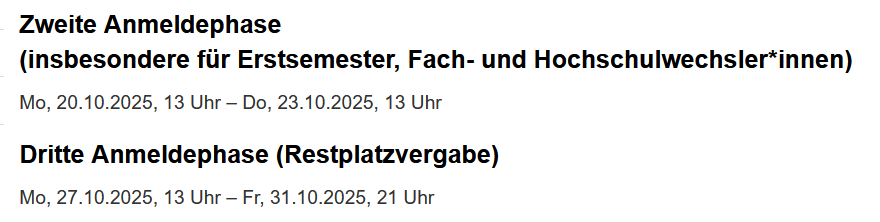 Zweite Anmeldephase
(insbesondere für Erstsemester, Fach- und Hochschulwechsler*innen)
Mo, 20.10.2025, 13 Uhr – Do, 23.10.2025, 13 Uhr
Dritte Anmeldephase (Restplatzvergabe)
Mo, 27.10.2025, 13 Uhr – Fr, 31.10.2025, 21 Uhr